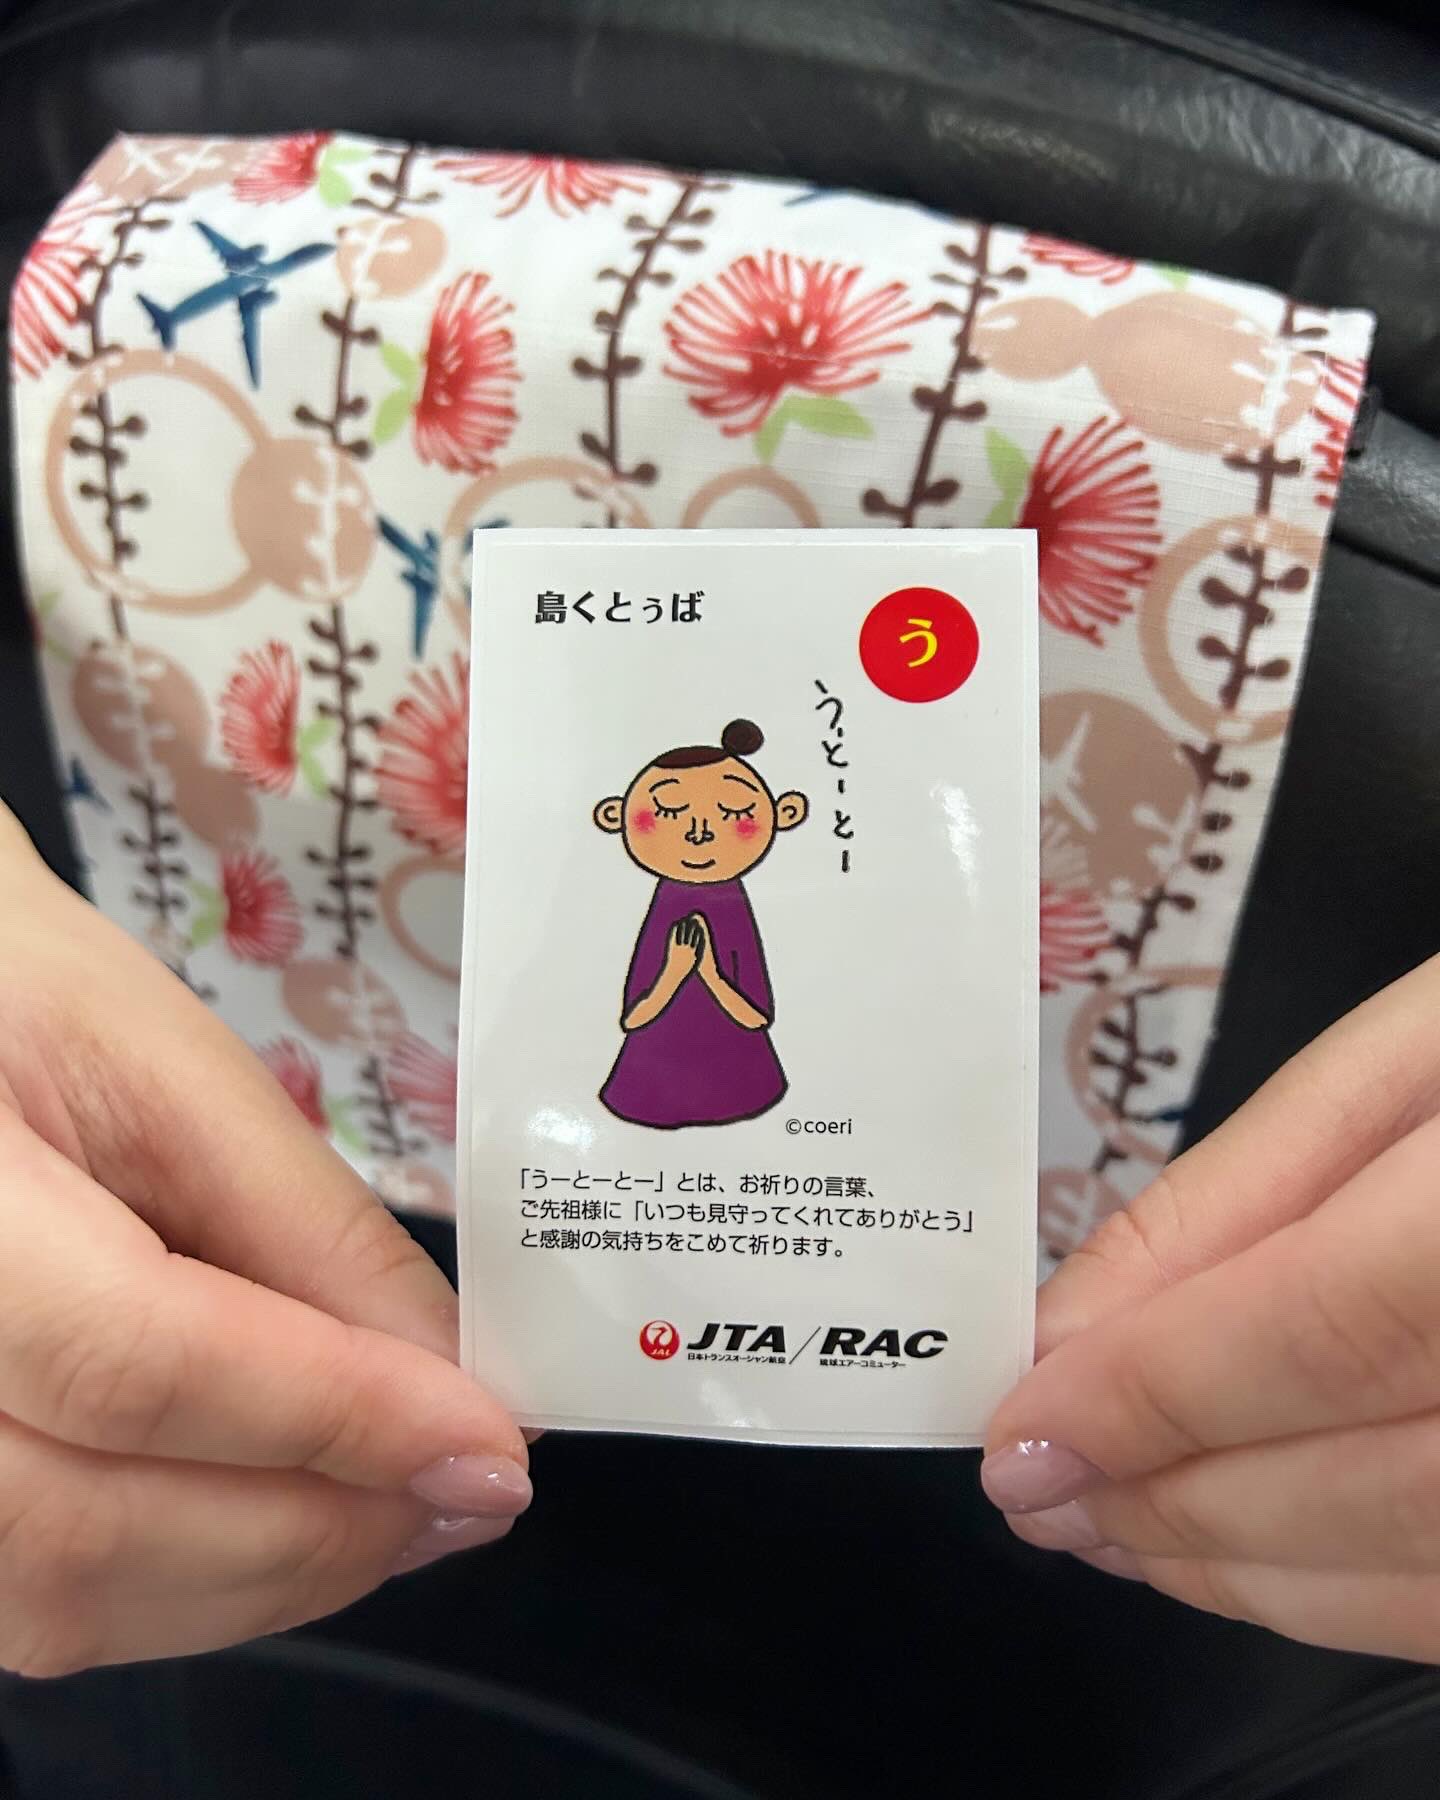 島くとぅば
う
うーとーとー
©coeri
「うーとーとー」とは、お祈りの言葉、
ご先祖様に「いつも見守ってくれてありがとう」
と感謝の気持ちをこめて祈ります。
JAL JTA/RAC
日本トランスオーシャン航空 琉球エアーコミューター